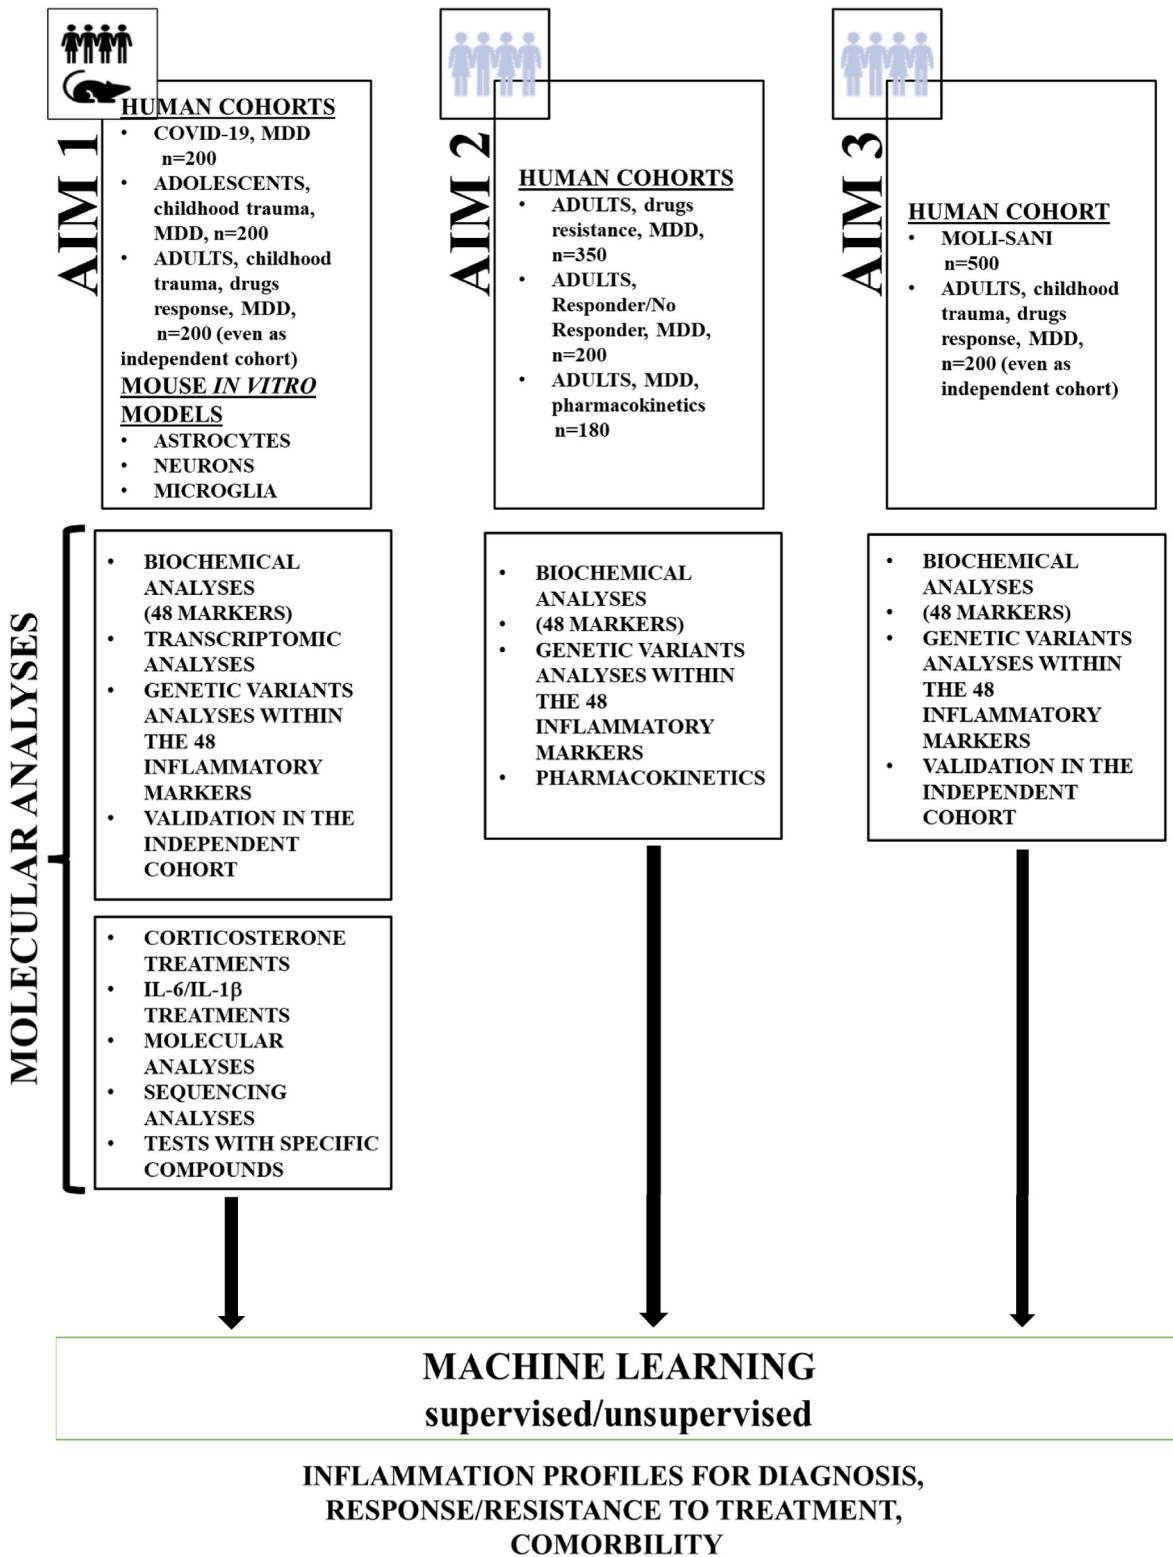 AIM 1
HUMAN COHORTS
• COVID-19, MDD
n=200
• ADOLESCENTS,
childhood trauma,
MDD, n=200
• ADULTS, childhood
trauma, drugs
response, MDD,
n=200 (even as
independent cohort)
MOUSE IN VITRO
MODELS
• ASTROCYTES
• NEURONS
• MICROGLIA
AIM 2
HUMAN COHORTS
• ADULTS, drugs
resistance, MDD,
n=350
• ADULTS,
Responder/No
Responder, MDD,
n=200
• ADULTS, MDD,
pharmacokinetics
n=180
AIM 3
HUMAN COHORT
• MOLI-SANI
n=500
• ADULTS, childhood
trauma, drugs
response, MDD,
n=200 (even as
independent cohort)
MOLECULAR ANALYSES
• BIOCHEMICAL
ANALYSES
(48 MARKERS)
• TRANSCRIPTOMIC
ANALYSES
• GENETIC VARIANTS
ANALYSES WITHIN
THE 48
INFLAMMATORY
MARKERS
• VALIDATION IN THE
INDEPENDENT
COHORT
• CORTICOSTERONE
TREATMENTS
• IL-6/IL-1β
TREATMENTS
• MOLECULAR
ANALYSES
• SEQUENCING
ANALYSES
• TESTS WITH SPECIFIC
COMPOUNDS
• BIOCHEMICAL
ANALYSES
• (48 MARKERS)
• GENETIC VARIANTS
ANALYSES WITHIN
THE 48
INFLAMMATORY
MARKERS
• PHARMACOKINETICS
• BIOCHEMICAL
ANALYSES
• (48 MARKERS)
• GENETIC VARIANTS
ANALYSES WITHIN
THE 48
INFLAMMATORY
MARKERS
• VALIDATION IN THE
INDEPENDENT
COHORT
MACHINE LEARNING
supervised/unsupervised
INFLAMMATION PROFILES FOR DIAGNOSIS,
RESPONSE/RESISTANCE TO TREATMENT,
COMORBILITY